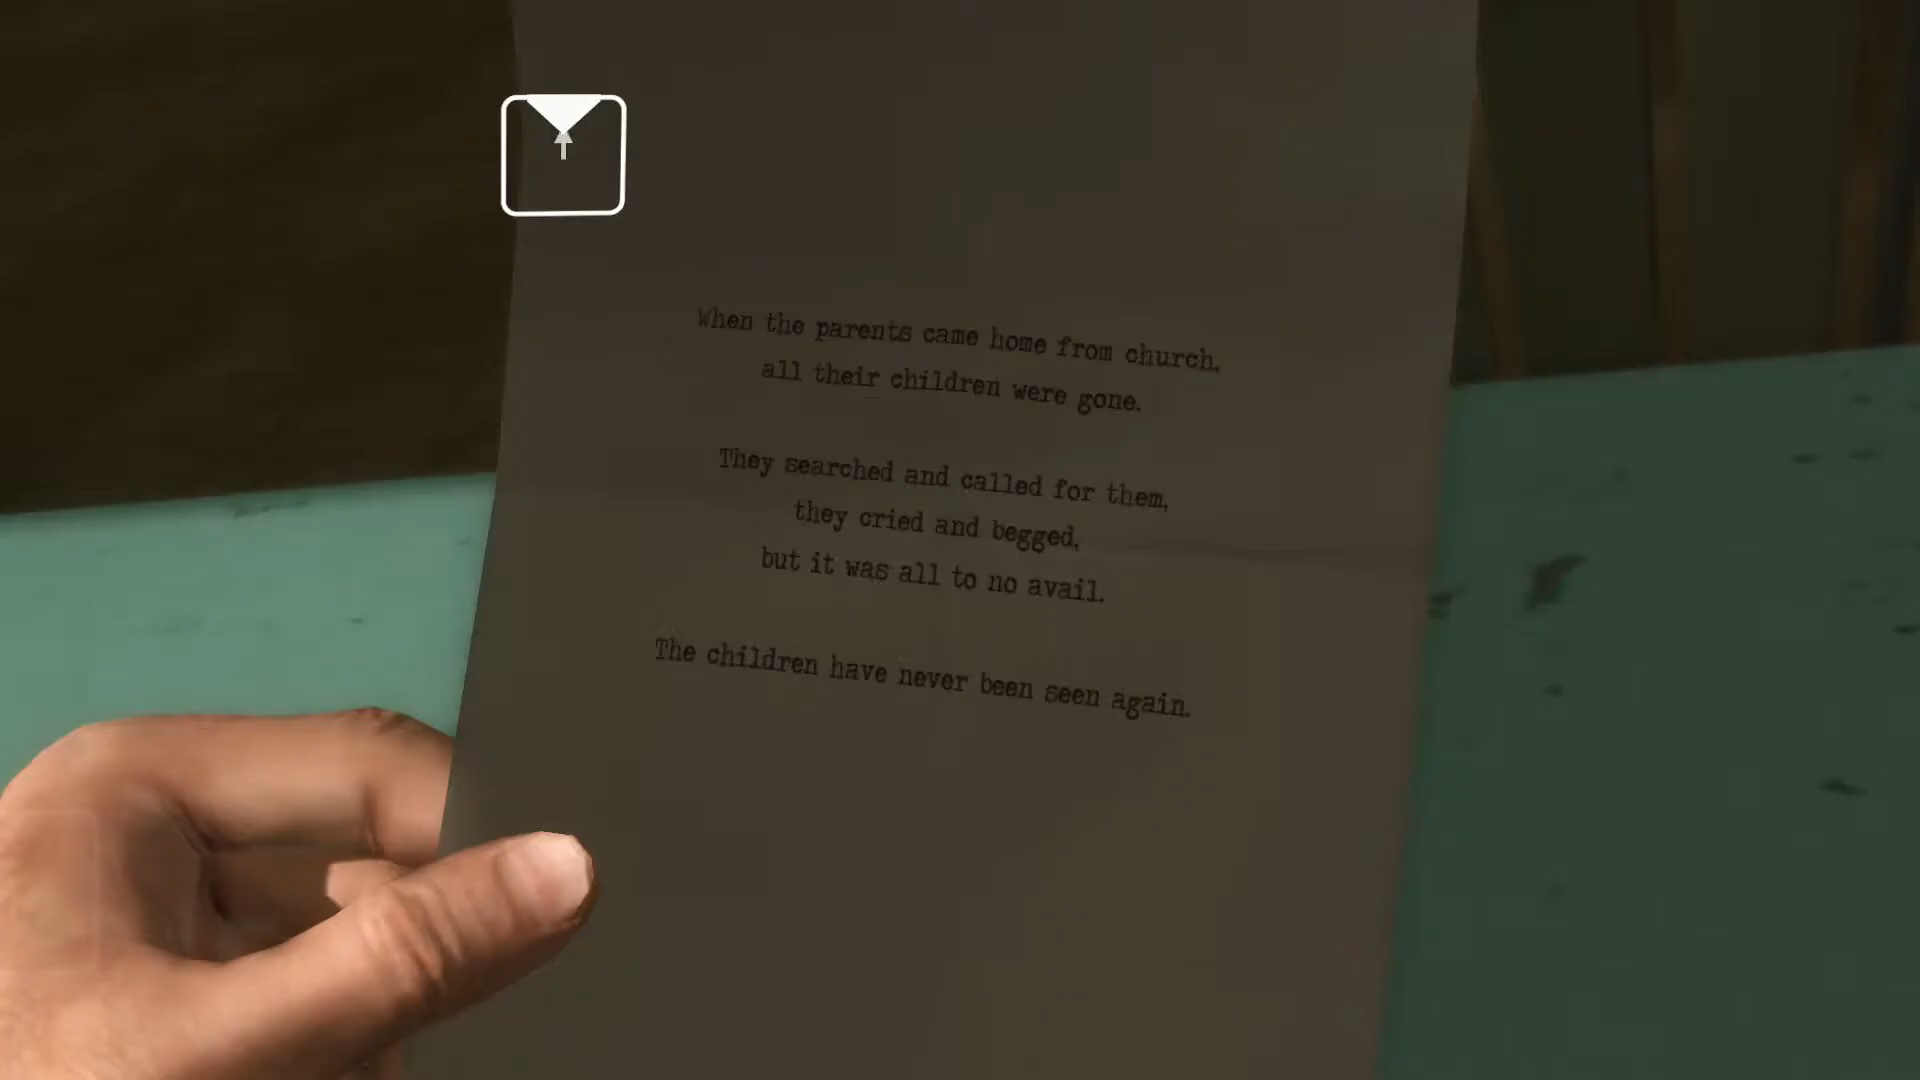 When the parents came home from church,
all their children were gone.
They searched and called for them,
they cried and begged,
but it was all to no avail.
The children have never been seen again.